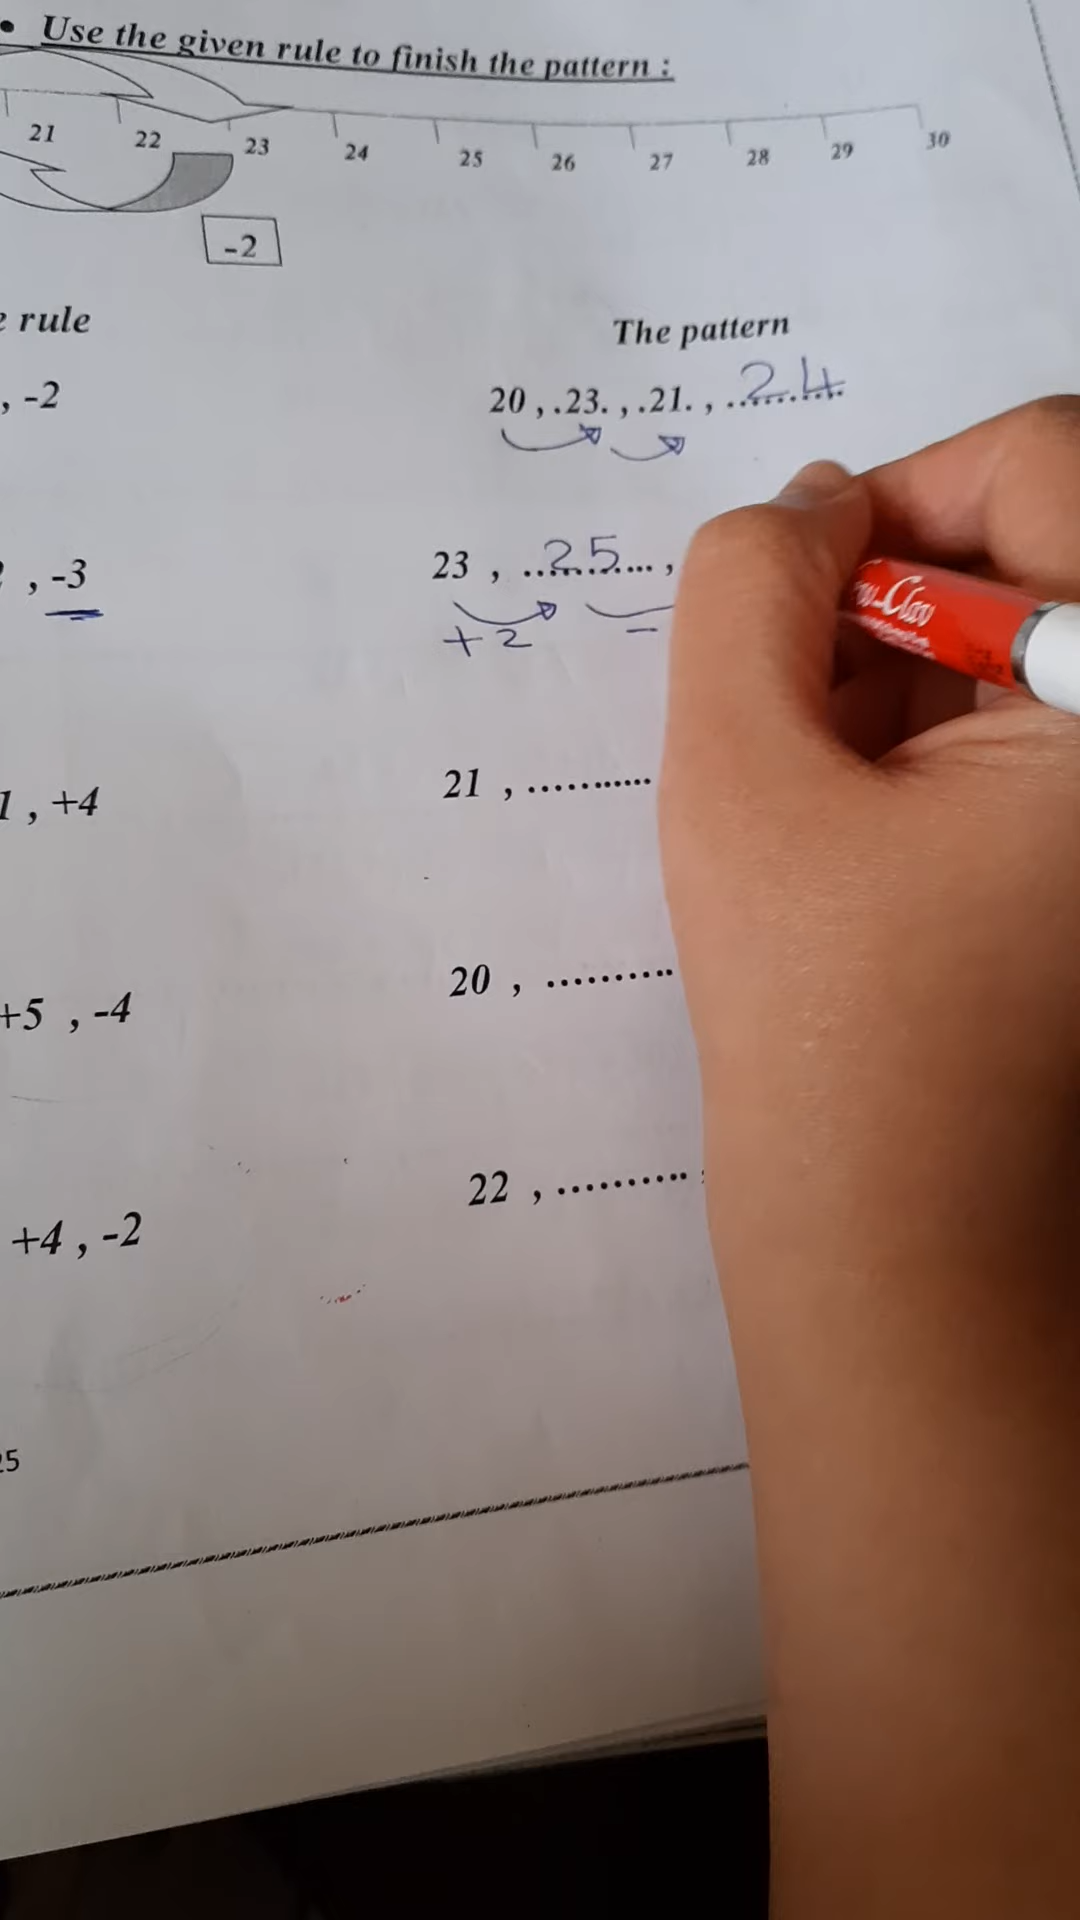 • Use the given rule to finish the pattern :
21 22 23 24 25 26 27 28 29 30
-2
rule The pattern
, -2 20 , .23. , .21. , ..24..
, -3 23 , ..25... ,
+2 -
, +4 21 , ............
+5 , -4 20 , ..........
+4 , -2 22 , ..........